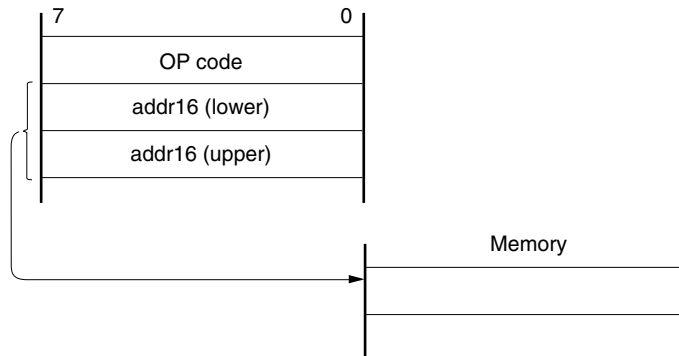 7 0
OP code
addr16 (lower)
addr16 (upper)
Memory